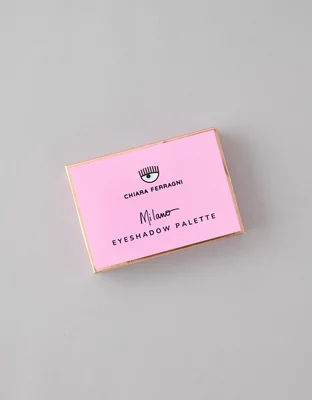 CHIARA FERRAGNI
Milano
EYESHADOW PALETTE